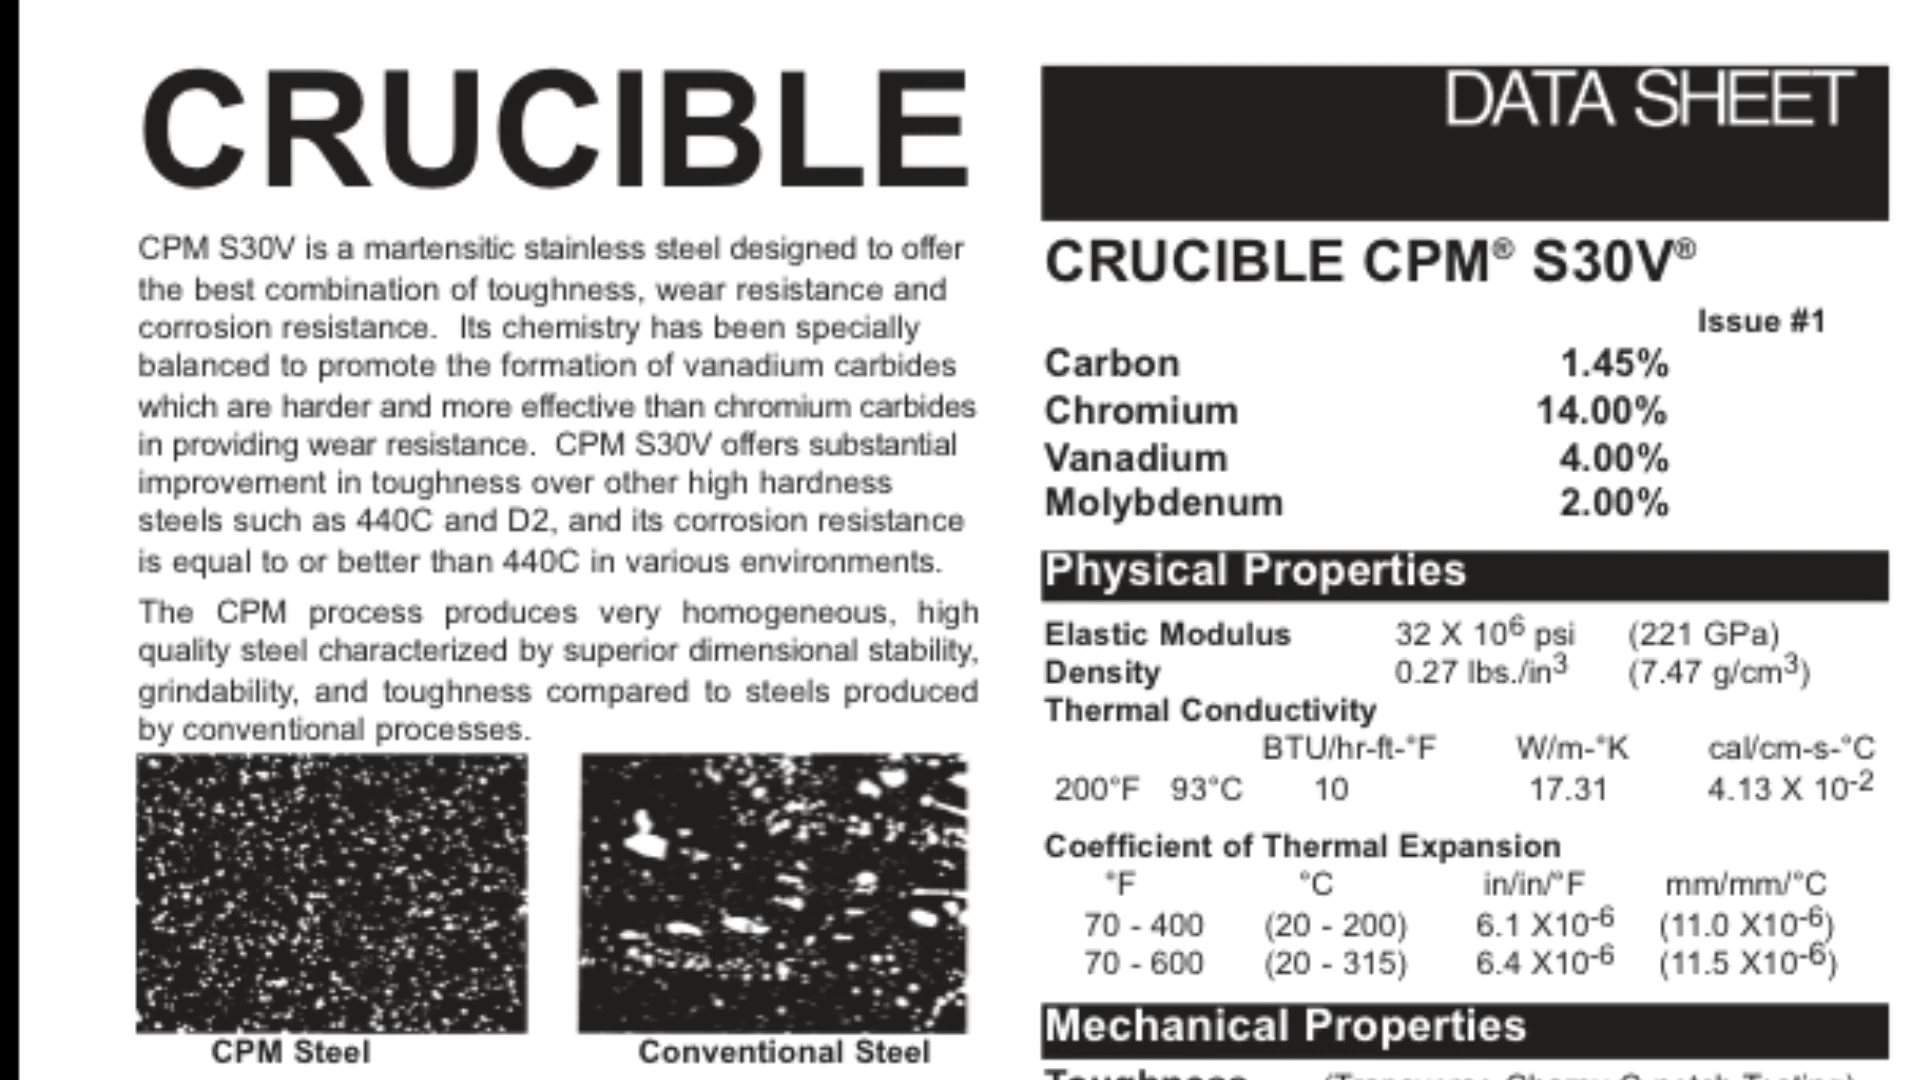 CRUCIBLE
CPM S30V is a martensitic stainless steel designed to offer
the best combination of toughness, wear resistance and
corrosion resistance. Its chemistry has been specially
balanced to promote the formation of vanadium carbides
which are harder and more effective than chromium carbides
in providing wear resistance. CPM S30V offers substantial
improvement in toughness over other high hardness
steels such as 440C and D2, and its corrosion resistance
is equal to or better than 440C in various environments.
The CPM process produces very homogeneous, high
quality steel characterized by superior dimensional stability,
grindability, and toughness compared to steels produced
by conventional processes.
CPM Steel
Conventional Steel
DATA SHEET
CRUCIBLE CPM® S30V®
Issue #1
Carbon 1.45%
Chromium 14.00%
Vanadium 4.00%
Molybdenum 2.00%
Physical Properties
Elastic Modulus 32 X 10⁶ psi (221 GPa)
Density 0.27 lbs./in³ (7.47 g/cm³)
Thermal Conductivity
BTU/hr-ft-°F W/m-°K cal/cm-s-°C
200°F 93°C 10 17.31 4.13 X 10⁻²
Coefficient of Thermal Expansion
°F °C in/in/°F mm/mm/°C
70 - 400 (20 - 200) 6.1 X10⁻⁶ (11.0 X10⁻⁶)
70 - 600 (20 - 315) 6.4 X10⁻⁶ (11.5 X10⁻⁶)
Mechanical Properties